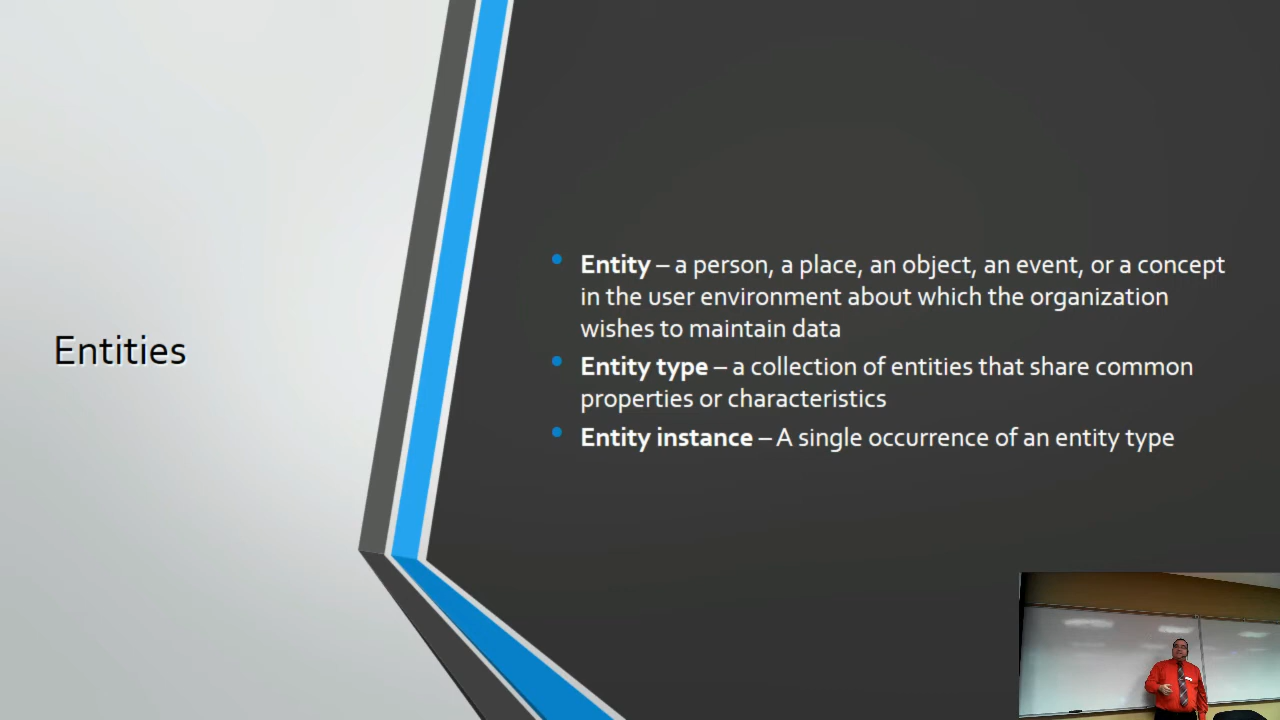 Entities
Entity – a person, a place, an object, an event, or a concept
in the user environment about which the organization
wishes to maintain data
Entity type – a collection of entities that share common
properties or characteristics
Entity instance – A single occurrence of an entity type